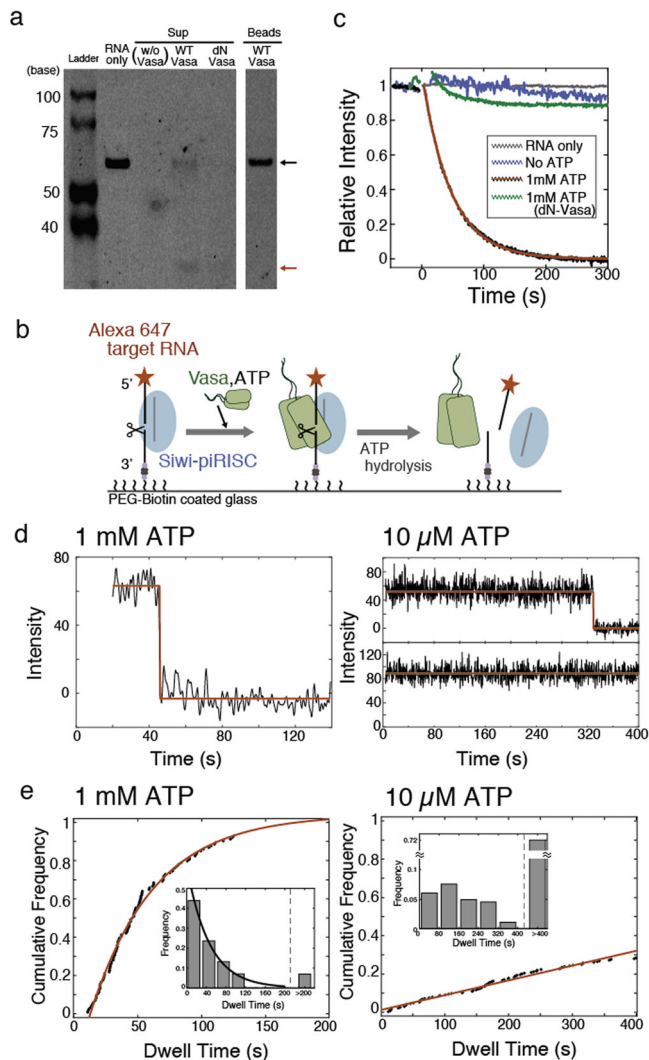 a
Sup
Beads
Ladder
RNA only
(w/o Vasa)
WT Vasa
dN Vasa
WT Vasa
(base)
100
75
50
40
c
Relative Intensity
1
0.8
0.6
0.4
0.2
0
RNA only
No ATP
1mM ATP
1mM ATP
(dN-Vasa)
0
100
200
300
Time (s)
b
Alexa 647
target RNA
5'
Vasa,ATP
3'
Siwi-piRISC
ATP
hydrolysis
PEG-Biotin coated glass
d
1 mM ATP
Intensity
80
40
0
0
40
80
120
Time (s)
10 µM ATP
Intensity
80
40
0
120
80
40
0
0
80
160
240
320
400
Time (s)
e
1 mM ATP
Cumulative Frequency
1
0.8
0.6
0.4
0.2
0
0
50
100
150
200
Dwell Time (s)
Frequency
0.5
0.4
0.3
0.1
0
0
40
80
120
160
200
>200
Dwell Time (s)
10 µM ATP
Cumulative Frequency
1
0.8
0.6
0.4
0.2
0
0
100
200
300
400
Dwell Time (s)
Frequency
0.72
0.1
0.05
0
0
80
160
240
320
400
>400
Dwell Time (s)